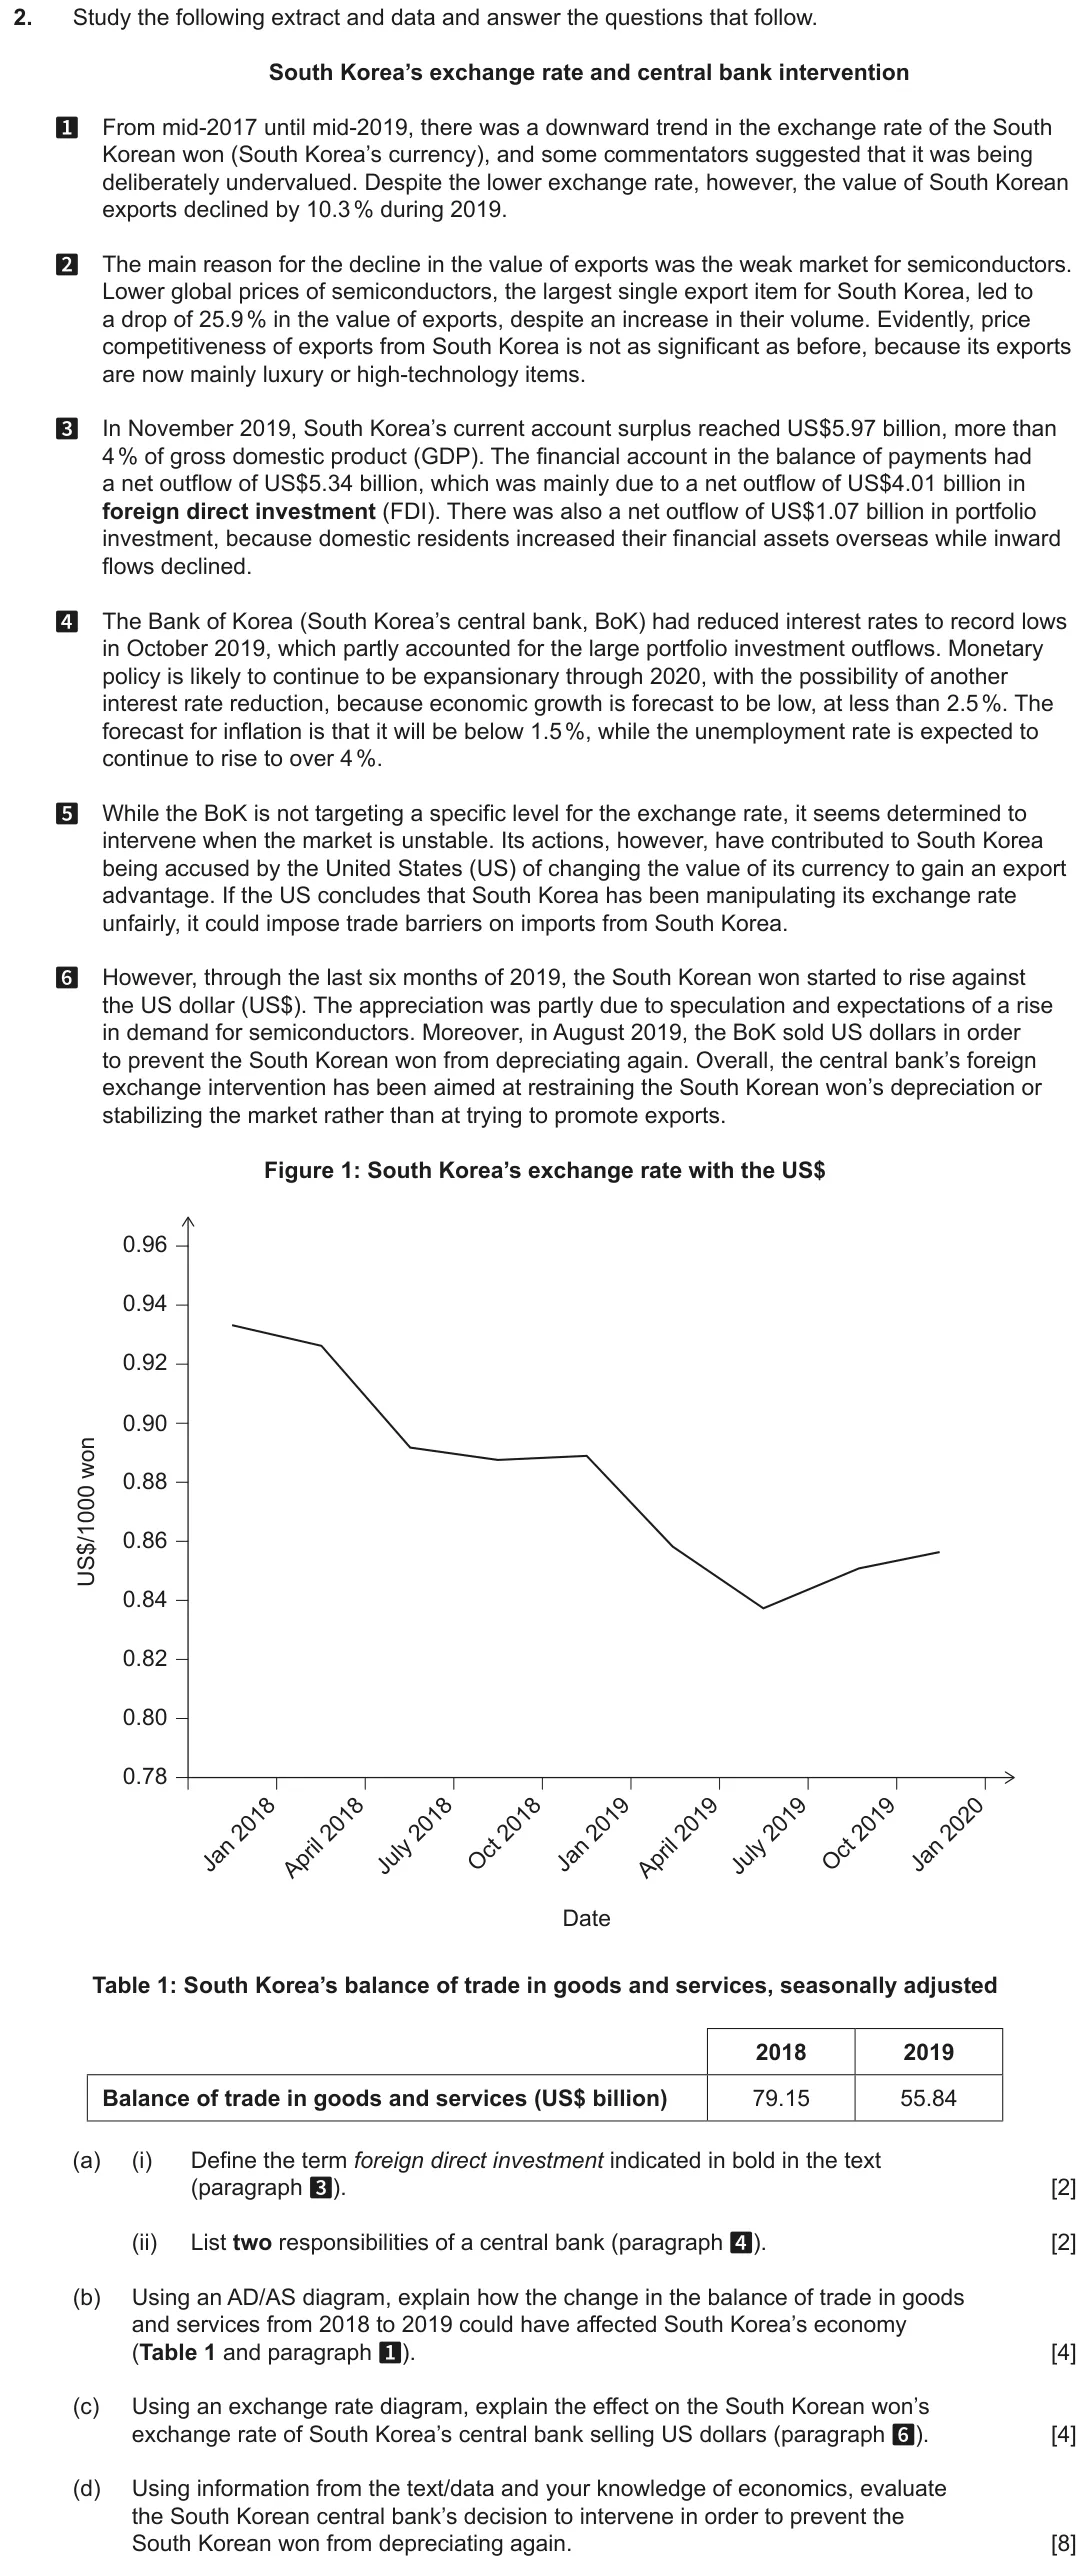 2. Study the following extract and data and answer the questions that follow.
South Korea’s exchange rate and central bank intervention
1 From mid-2017 until mid-2019, there was a downward trend in the exchange rate of the South
Korean won (South Korea’s currency), and some commentators suggested that it was being
deliberately undervalued. Despite the lower exchange rate, however, the value of South Korean
exports declined by 10.3 % during 2019.
2 The main reason for the decline in the value of exports was the weak market for semiconductors.
Lower global prices of semiconductors, the largest single export item for South Korea, led to
a drop of 25.9 % in the value of exports, despite an increase in their volume. Evidently, price
competitiveness of exports from South Korea is not as significant as before, because its exports
are now mainly luxury or high-technology items.
3 In November 2019, South Korea’s current account surplus reached US$5.97 billion, more than
4 % of gross domestic product (GDP). The financial account in the balance of payments had
a net outflow of US$5.34 billion, which was mainly due to a net outflow of US$4.01 billion in
foreign direct investment (FDI). There was also a net outflow of US$1.07 billion in portfolio
investment, because domestic residents increased their financial assets overseas while inward
flows declined.
4 The Bank of Korea (South Korea’s central bank, BoK) had reduced interest rates to record lows
in October 2019, which partly accounted for the large portfolio investment outflows. Monetary
policy is likely to continue to be expansionary through 2020, with the possibility of another
interest rate reduction, because economic growth is forecast to be low, at less than 2.5 %. The
forecast for inflation is that it will be below 1.5 %, while the unemployment rate is expected to
continue to rise to over 4 %.
5 While the BoK is not targeting a specific level for the exchange rate, it seems determined to
intervene when the market is unstable. Its actions, however, have contributed to South Korea
being accused by the United States (US) of changing the value of its currency to gain an export
advantage. If the US concludes that South Korea has been manipulating its exchange rate
unfairly, it could impose trade barriers on imports from South Korea.
6 However, through the last six months of 2019, the South Korean won started to rise against
the US dollar (US$). The appreciation was partly due to speculation and expectations of a rise
in demand for semiconductors. Moreover, in August 2019, the BoK sold US dollars in order
to prevent the South Korean won from depreciating again. Overall, the central bank’s foreign
exchange intervention has been aimed at restraining the South Korean won’s depreciation or
stabilizing the market rather than at trying to promote exports.
Figure 1: South Korea’s exchange rate with the US$
0.96
0.94
0.92
0.90
0.88
0.86
0.84
0.82
0.80
0.78
US$/1000 won
Jan 2018
April 2018
July 2018
Oct 2018
Jan 2019
April 2019
July 2019
Oct 2019
Jan 2020
Date
Table 1: South Korea’s balance of trade in goods and services, seasonally adjusted
2018 2019
Balance of trade in goods and services (US$ billion) 79.15 55.84
(a) (i) Define the term foreign direct investment indicated in bold in the text
(paragraph 3). [2]
(ii) List two responsibilities of a central bank (paragraph 4). [2]
(b) Using an AD/AS diagram, explain how the change in the balance of trade in goods
and services from 2018 to 2019 could have affected South Korea’s economy
(Table 1 and paragraph 1). [4]
(c) Using an exchange rate diagram, explain the effect on the South Korean won’s
exchange rate of South Korea’s central bank selling US dollars (paragraph 6). [4]
(d) Using information from the text/data and your knowledge of economics, evaluate
the South Korean central bank’s decision to intervene in order to prevent the
South Korean won from depreciating again. [8]